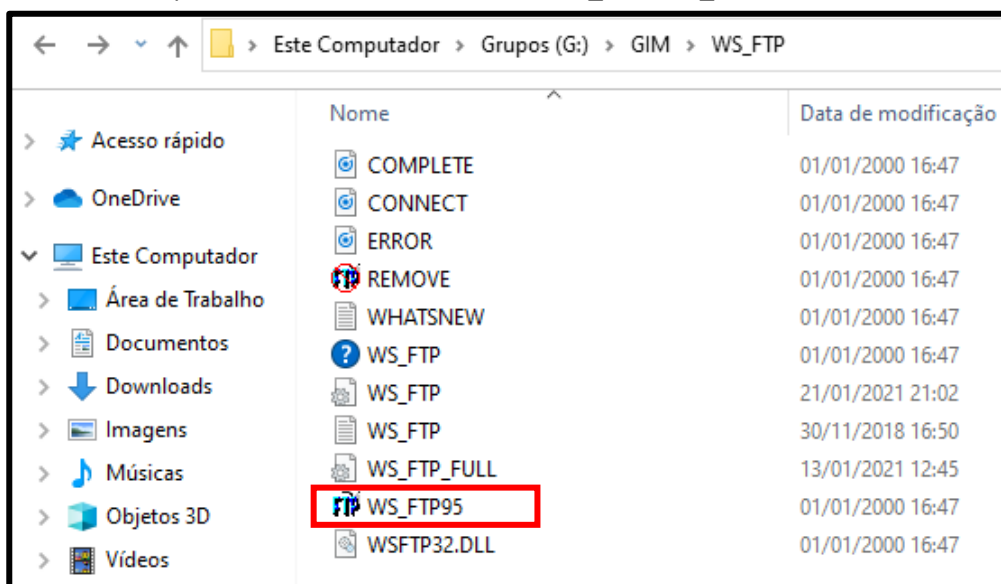 Este Computador > Grupos (G:) > GIM > WS_FTP
Nome Data de modificação
Acesso rápido
OneDrive
Este Computador
Área de Trabalho
Documentos
Downloads
Imagens
Músicas
Objetos 3D
Vídeos
COMPLETE 01/01/2000 16:47
CONNECT 01/01/2000 16:47
ERROR 01/01/2000 16:47
REMOVE 01/01/2000 16:47
WHATSNEW 01/01/2000 16:47
WS_FTP 01/01/2000 16:47
WS_FTP 21/01/2021 21:02
WS_FTP 30/11/2018 16:50
WS_FTP_FULL 13/01/2021 12:45
WS_FTP95 01/01/2000 16:47
WSFTP32.DLL 01/01/2000 16:47